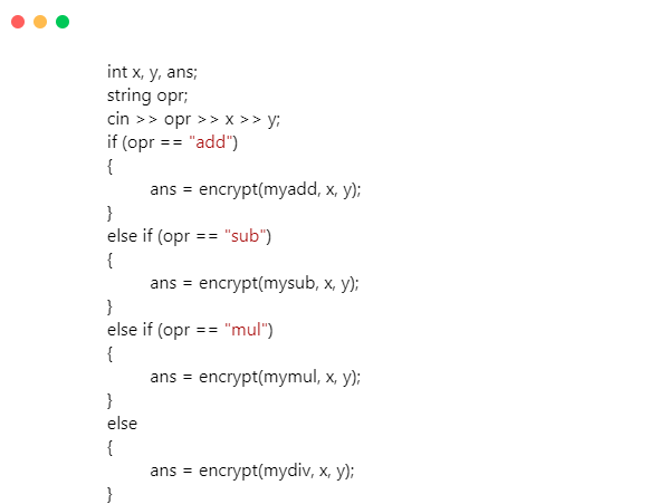 int x, y, ans;
string opr;
cin >> opr >> x >> y;
if (opr == "add")
{
ans = encrypt(myadd, x, y);
}
else if (opr == "sub")
{
ans = encrypt(mysub, x, y);
}
else if (opr == "mul")
{
ans = encrypt(mymul, x, y);
}
else
{
ans = encrypt(mydiv, x, y);
}